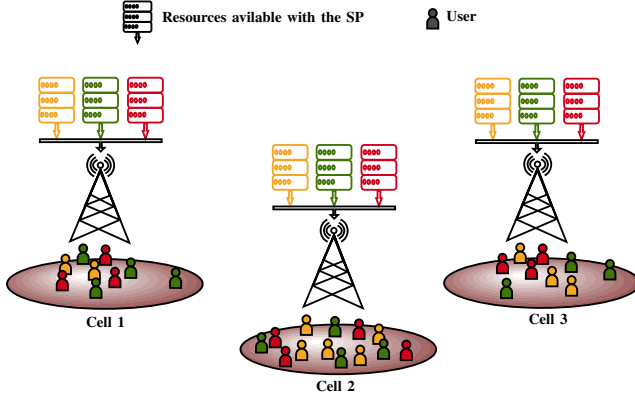 Resources avilable with the SP
User
Cell 1
Cell 2
Cell 3